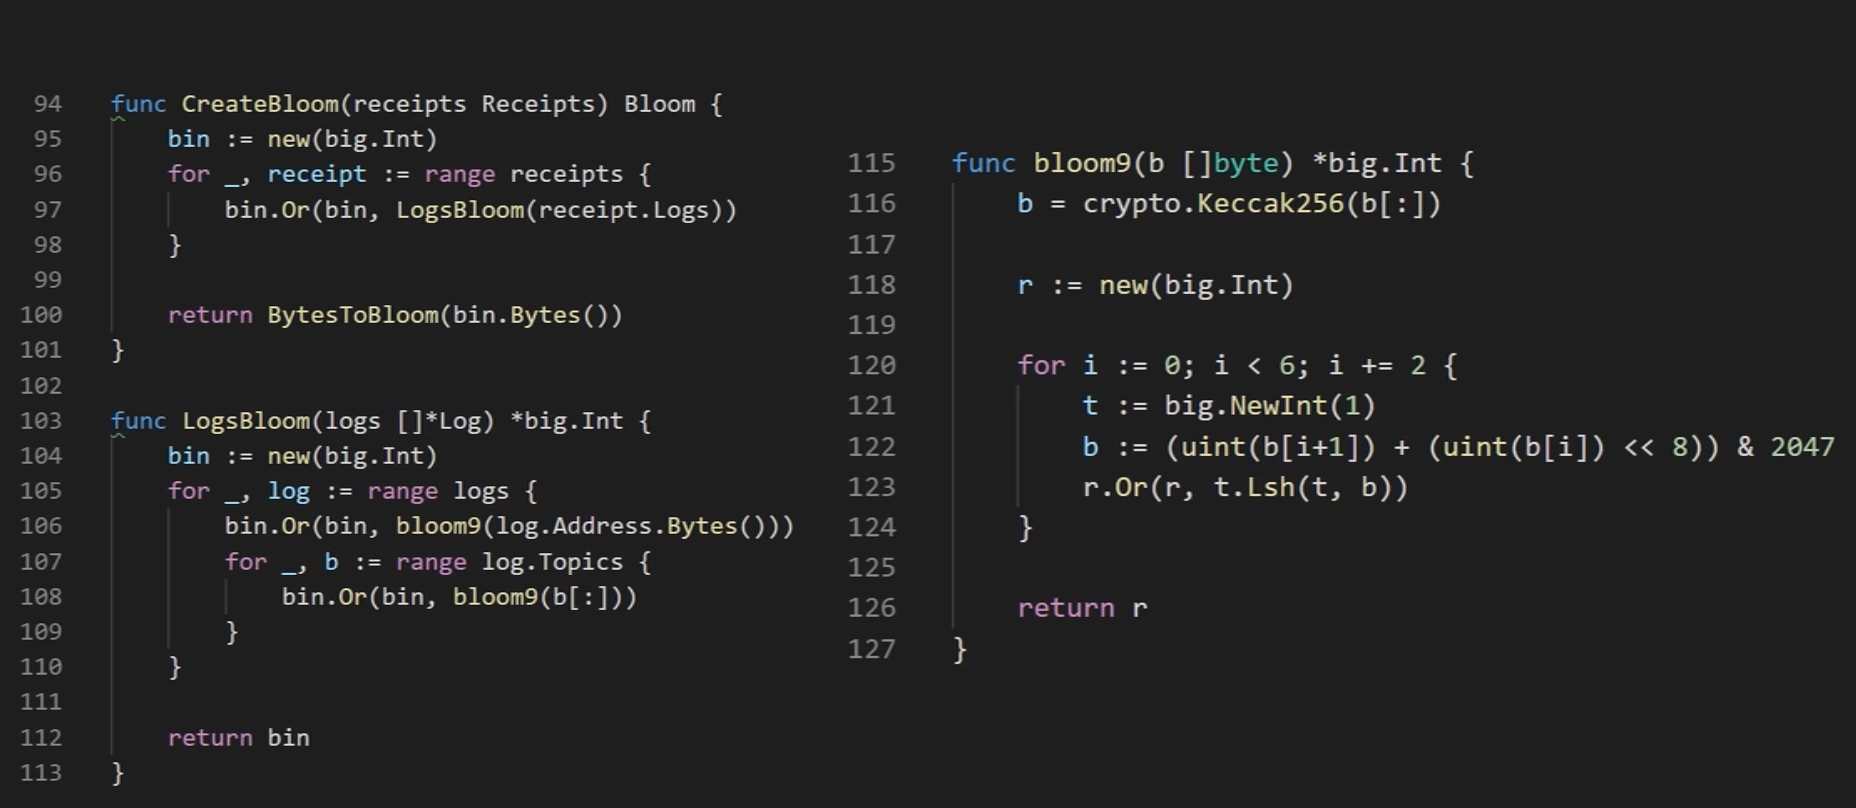 94 func CreateBloom(receipts Receipts) Bloom {
95 bin := new(big.Int)
96 for _, receipt := range receipts {
97 bin.Or(bin, LogsBloom(receipt.Logs))
98 }
99
100 return BytesToBloom(bin.Bytes())
101 }
102
103 func LogsBloom(logs []*Log) *big.Int {
104 bin := new(big.Int)
105 for _, log := range logs {
106 bin.Or(bin, bloom9(log.Address.Bytes()))
107 for _, b := range log.Topics {
108 bin.Or(bin, bloom9(b[:]))
109 }
110 }
111
112 return bin
113 }
115 func bloom9(b []byte) *big.Int {
116 b = crypto.Keccak256(b[:])
117
118 r := new(big.Int)
119
120 for i := 0; i < 6; i += 2 {
121 t := big.NewInt(1)
122 b := (uint(b[i+1]) + (uint(b[i]) << 8)) & 2047
123 r.Or(r, t.Lsh(t, b))
124 }
125
126 return r
127 }